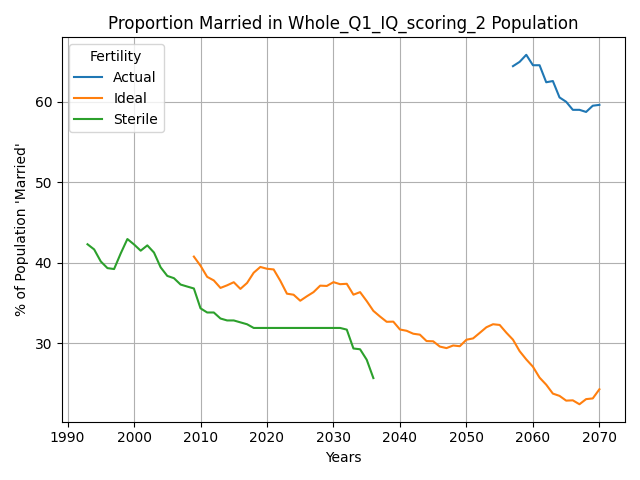 Proportion Married in Whole_Q1_IQ_scoring_2 Population
Fertility
Actual
Ideal
Sterile
% of Population 'Married'
60
50
40
30
1990 2000 2010 2020 2030 2040 2050 2060 2070
Years